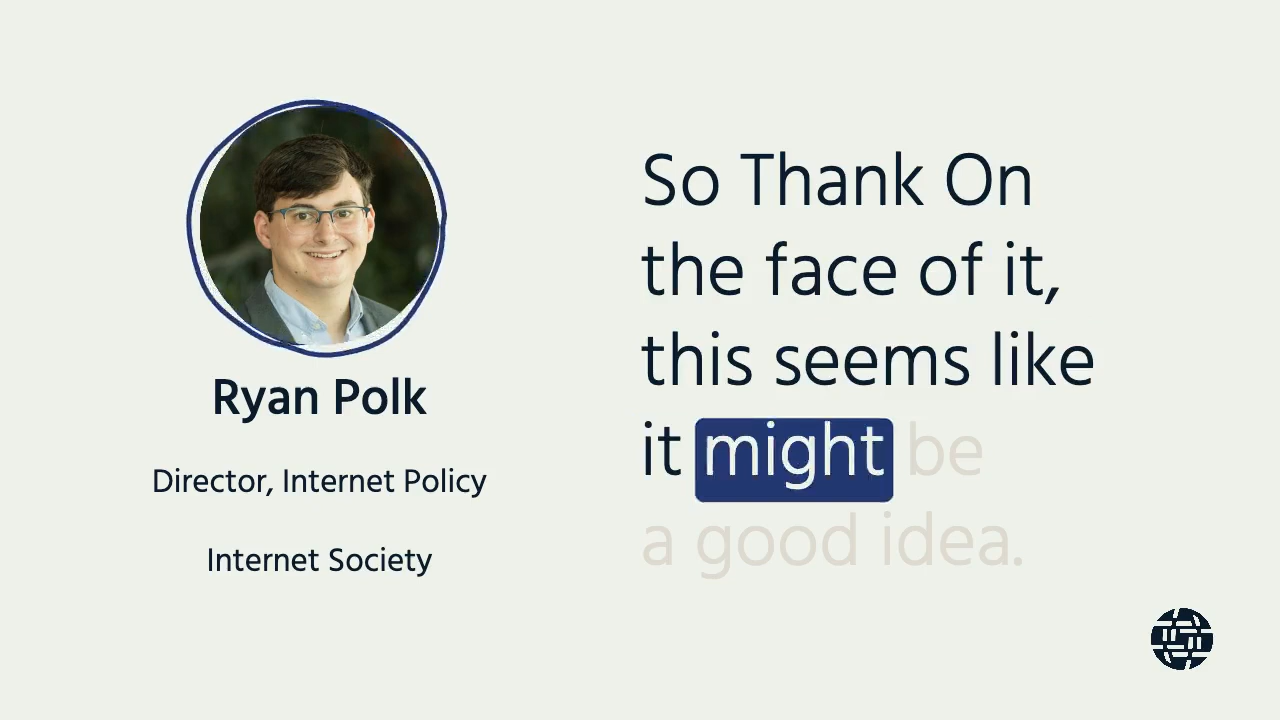 Ryan Polk
Director, Internet Policy
Internet Society
So Thank On
the face of it,
this seems like
it might be
a good idea.